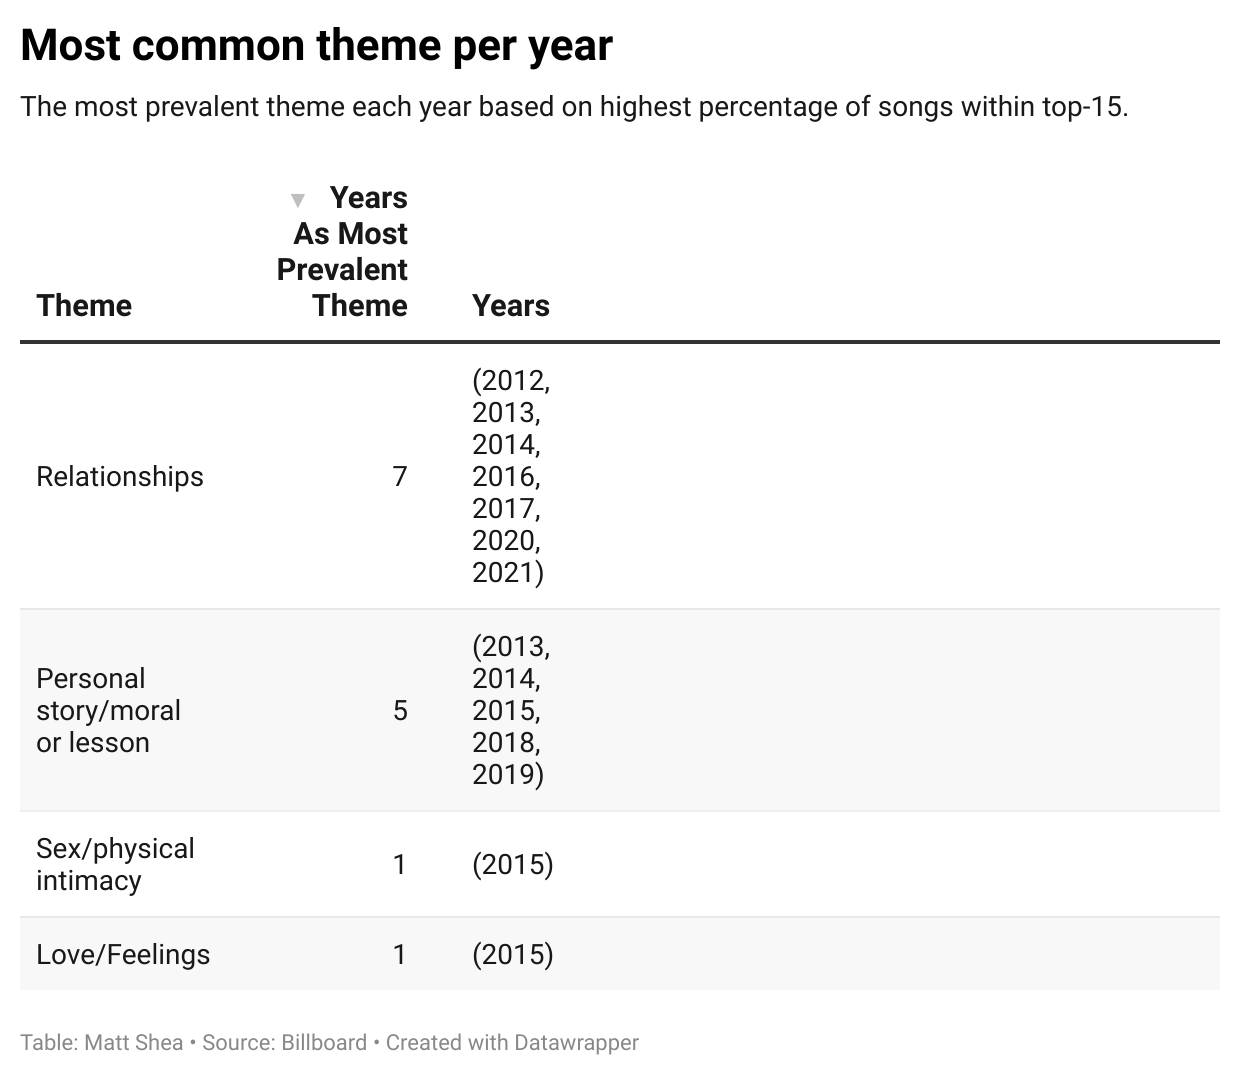 Most common theme per year
The most prevalent theme each year based on highest percentage of songs within top-15.
▼ Years
As Most
Prevalent
Theme
Theme
Years
Relationships
7
(2012,
2013,
2014,
2016,
2017,
2020,
2021)
Personal
story/moral
or lesson
5
(2013,
2014,
2015,
2018,
2019)
Sex/physical
intimacy
1
(2015)
Love/Feelings
1
(2015)
Table: Matt Shea • Source: Billboard • Created with Datawrapper